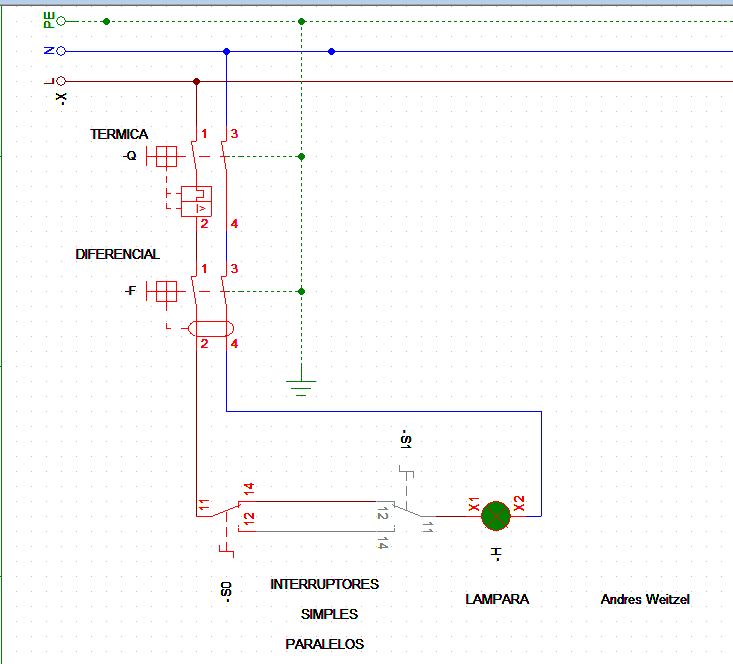 PE
N
L
-X
TERMICA
1 3
-Q
I>
2 4
DIFERENCIAL
1 3
-F
2 4
-S1
11 14 12
12 14 11
X1 X2
-S0
-H
INTERRUPTORES
SIMPLES
PARALELOS
LAMPARA
Andres Weitzel